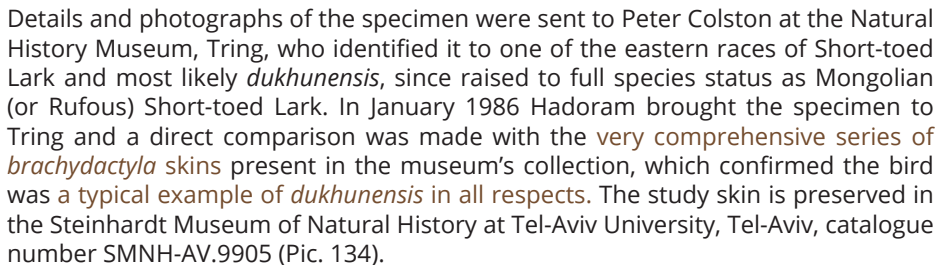 Details and photographs of the specimen were sent to Peter Colston at the Natural
History Museum, Tring, who identified it to one of the eastern races of Short-toed
Lark and most likely dukhunensis, since raised to full species status as Mongolian
(or Rufous) Short-toed Lark. In January 1986 Hadoram brought the specimen to
Tring and a direct comparison was made with the very comprehensive series of
brachydactyla skins present in the museum’s collection, which confirmed the bird
was a typical example of dukhunensis in all respects. The study skin is preserved in
the Steinhardt Museum of Natural History at Tel-Aviv University, Tel-Aviv, catalogue
number SMNH-AV.9905 (Pic. 134).